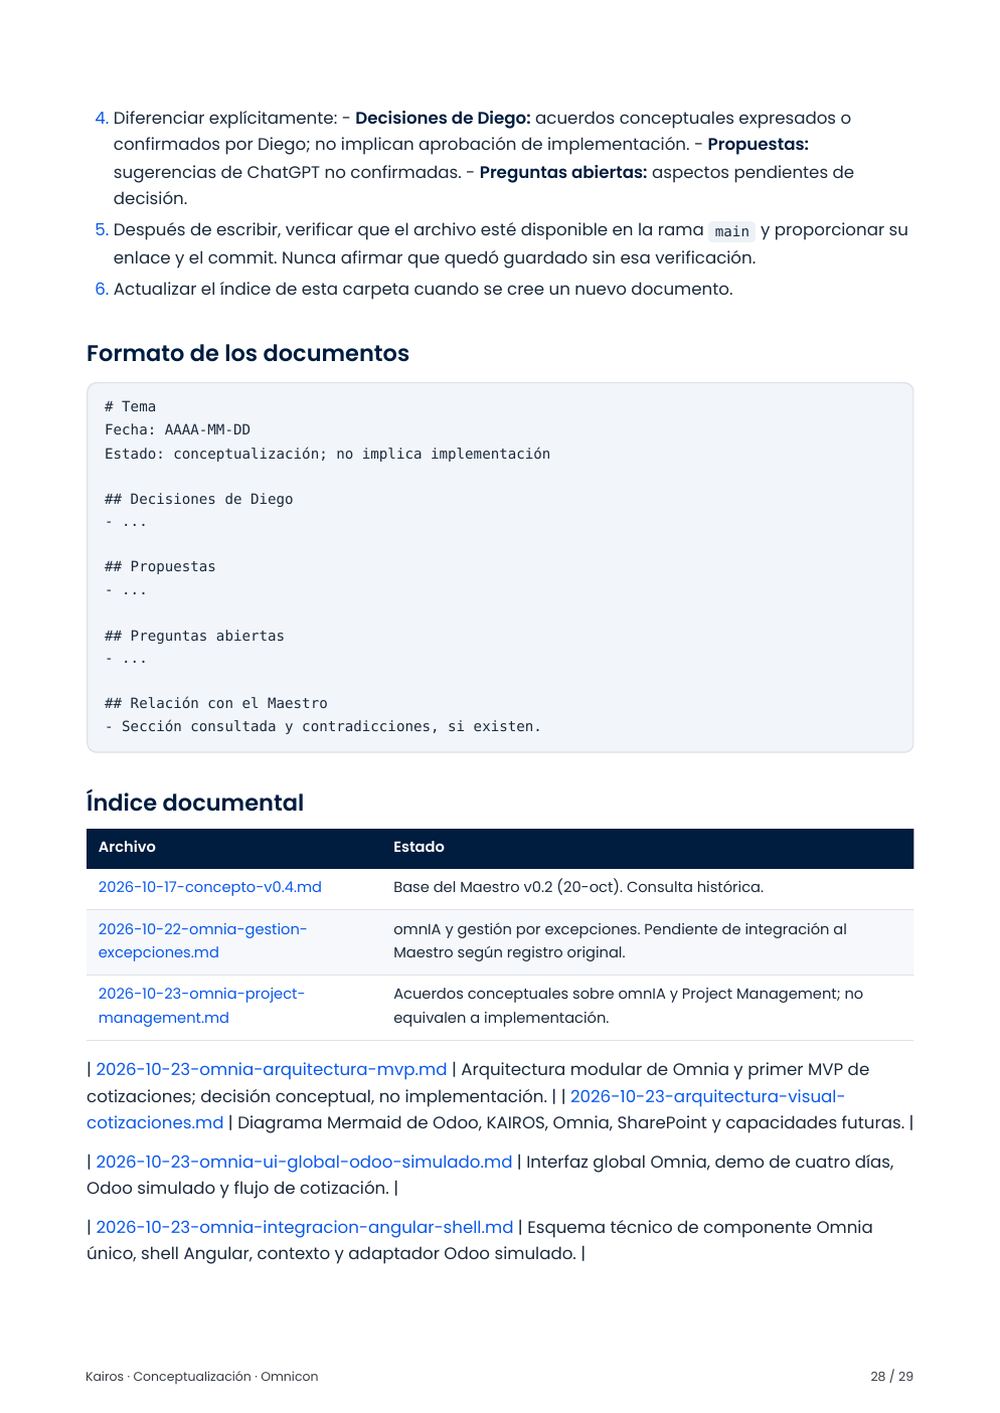 4. Diferenciar explícitamente: - Decisiones de Diego: acuerdos conceptuales expresados o
confirmados por Diego; no implican aprobación de implementación. - Propuestas:
sugerencias de ChatGPT no confirmadas. - Preguntas abiertas: aspectos pendientes de
decisión.
5. Después de escribir, verificar que el archivo esté disponible en la rama main y proporcionar su
enlace y el commit. Nunca afirmar que quedó guardado sin esa verificación.
6. Actualizar el índice de esta carpeta cuando se cree un nuevo documento.
Formato de los documentos
# Tema
Fecha: AAAA-MM-DD
Estado: conceptualización; no implica implementación
## Decisiones de Diego
- ...
## Propuestas
- ...
## Preguntas abiertas
- ...
## Relación con el Maestro
- Sección consultada y contradicciones, si existen.
Índice documental
Archivo Estado
2026-10-17-concepto-v0.4.md Base del Maestro v0.2 (20-oct). Consulta histórica.
2026-10-22-omnia-gestion- omnIA y gestión por excepciones. Pendiente de integración al
excepciones.md Maestro según registro original.
2026-10-23-omnia-project- Acuerdos conceptuales sobre omnIA y Project Management; no
management.md equivalen a implementación.
| 2026-10-23-omnia-arquitectura-mvp.md | Arquitectura modular de Omnia y primer MVP de
cotizaciones; decisión conceptual, no implementación. | | 2026-10-23-arquitectura-visual-
cotizaciones.md | Diagrama Mermaid de Odoo, KAIROS, Omnia, SharePoint y capacidades futuras. |
| 2026-10-23-omnia-ui-global-odoo-simulado.md | Interfaz global Omnia, demo de cuatro días,
Odoo simulado y flujo de cotización. |
| 2026-10-23-omnia-integracion-angular-shell.md | Esquema técnico de componente Omnia
único, shell Angular, contexto y adaptador Odoo simulado. |
Kairos · Conceptualización · Omnicon 28 / 29